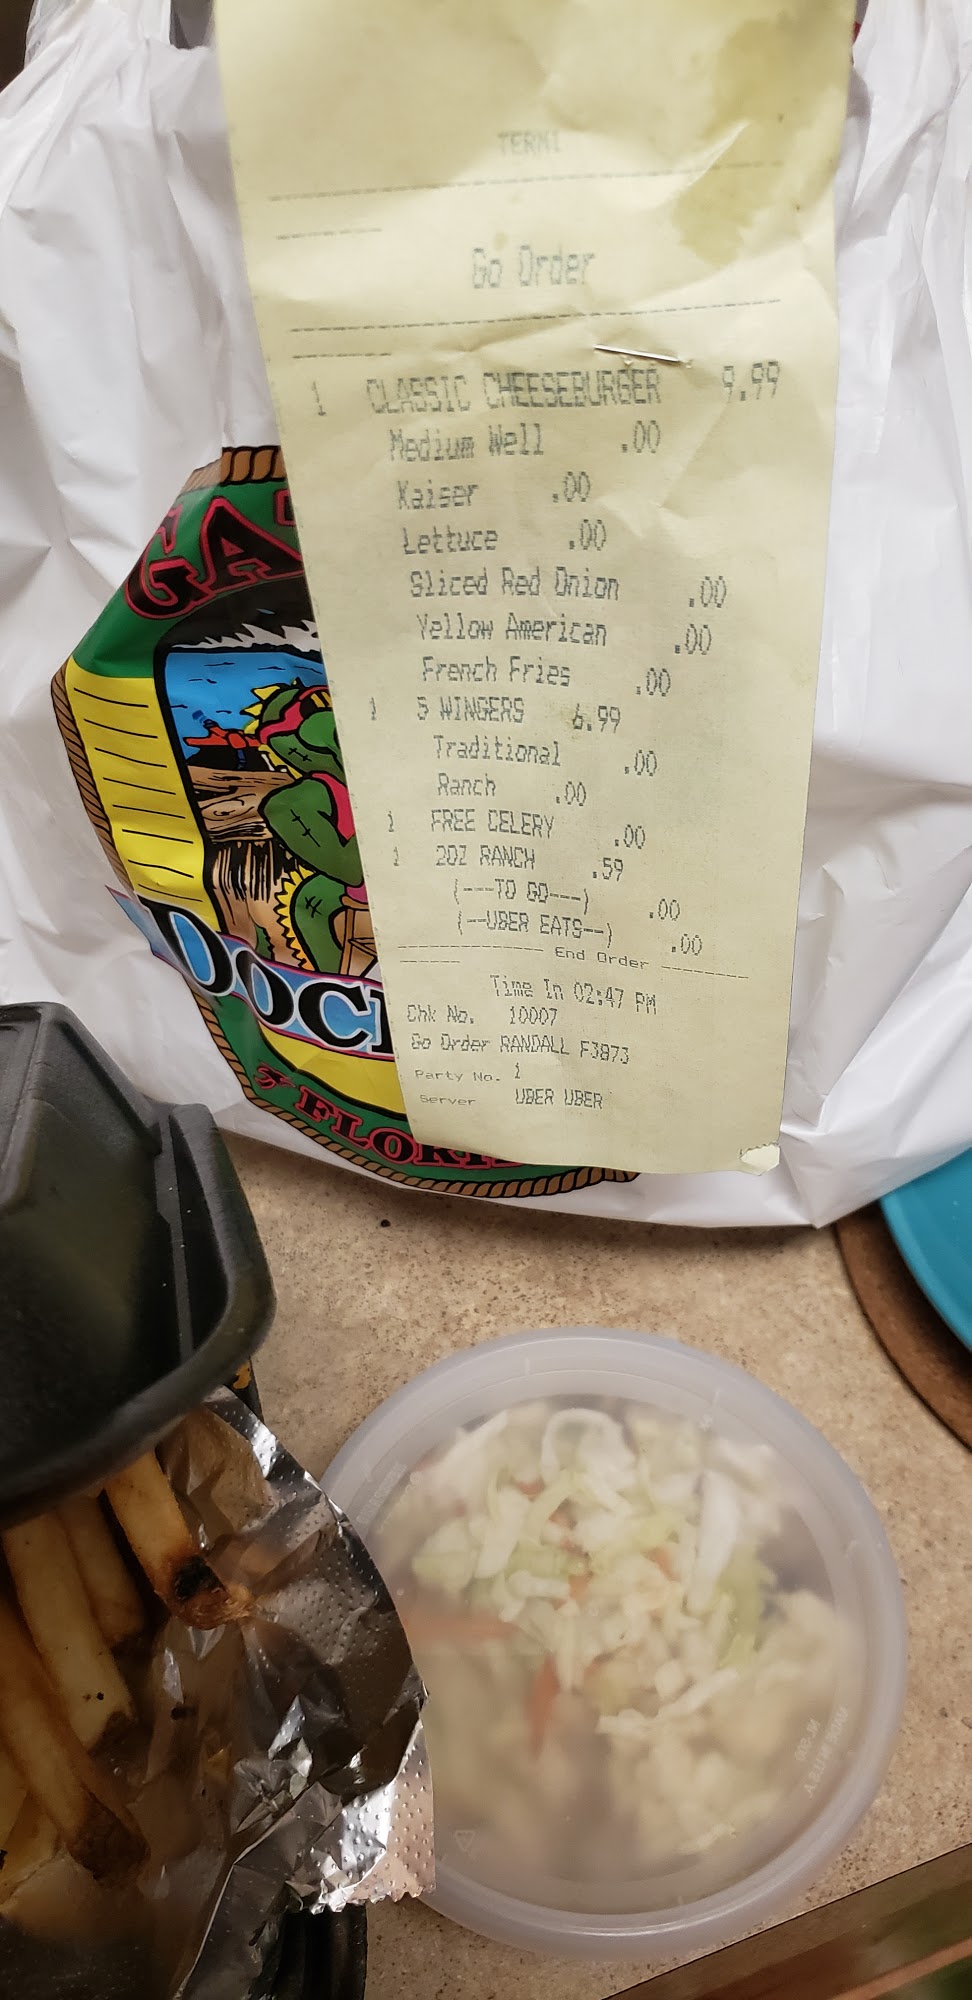 TERM1
Go Order
1 CLASSIC CHEESEBURGER 9.99
Medium Well .00
Kaiser .00
Lettuce .00
Sliced Red Onion .00
Yellow American .00
French Fries .00
1 5 WINGERS 6.99
Traditional .00
Ranch .00
1 FREE CELERY .00
1 2OZ RANCH .59
(---TO GO---) .00
(--UBER EATS--) .00
End Order
Time In 02:47 PM
Chk No. 10007
Go Order RANDALL F3873
Party No. 1
Server UBER UBER
GA
DOC
FLORI